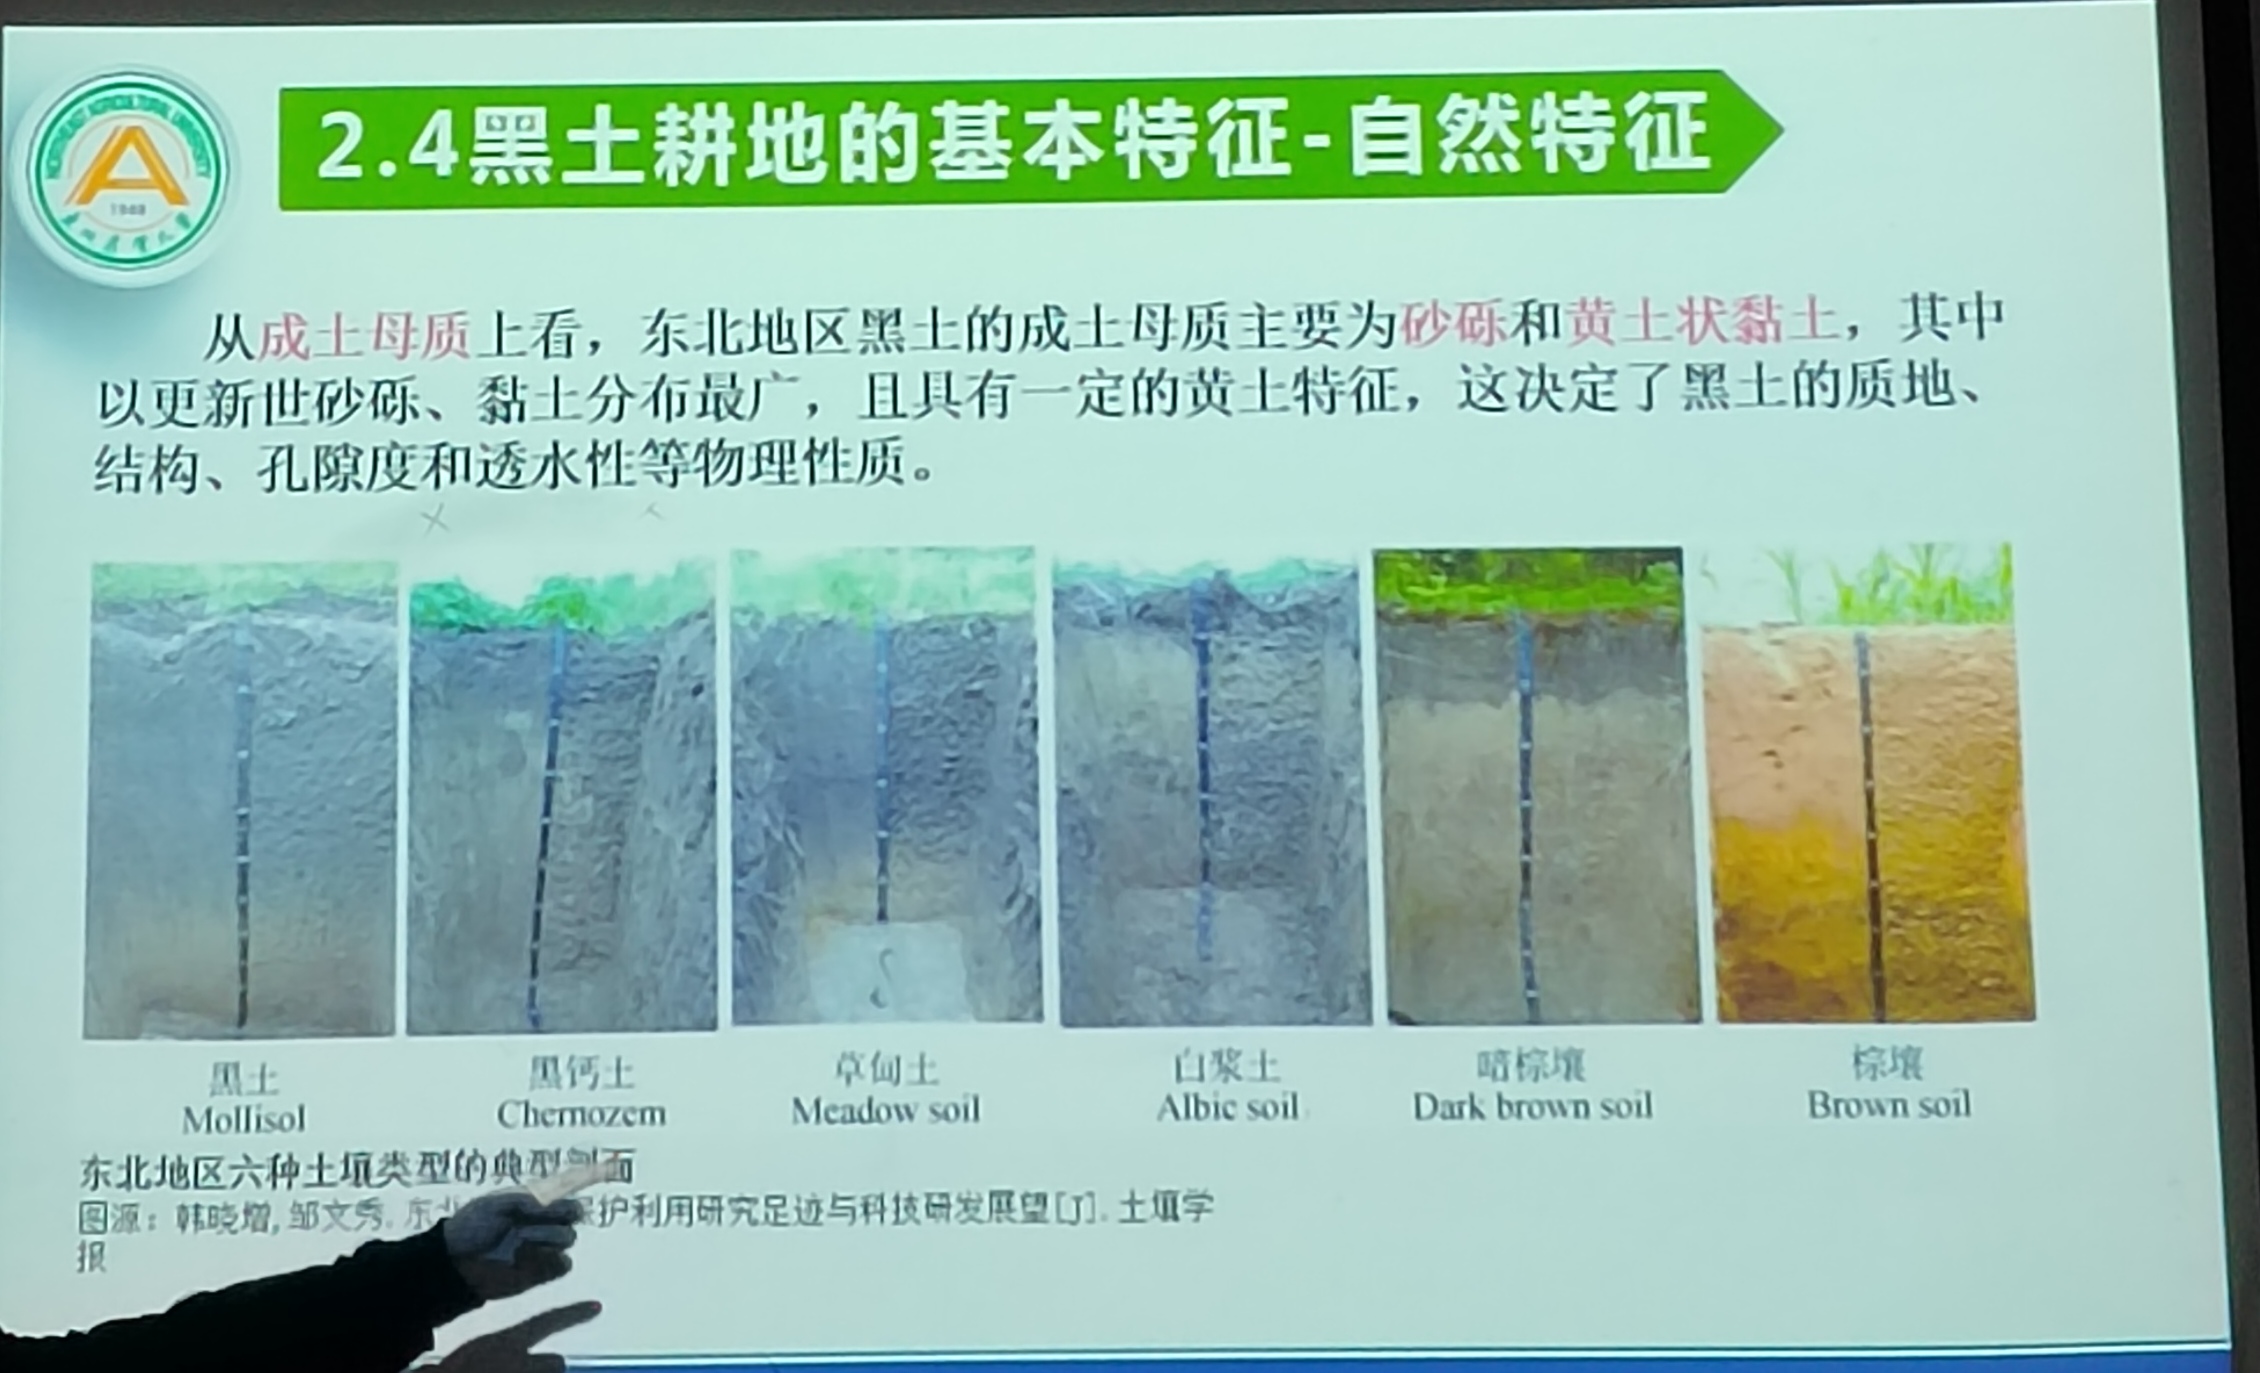 2.4黑土耕地的基本特征-自然特征
1948
从成土母质上看，东北地区黑土的成土母质主要为砂砾和黄土状黏土，其中
以更新世砂砾、黏土分布最广，且具有一定的黄土特征，这决定了黑土的质地、
结构、孔隙度和透水性等物理性质。
黑土
Mollisol
黑钙土
Chernozem
草甸土
Meadow soil
白浆土
Albic soil
暗棕壤
Dark brown soil
棕壤
Brown soil
东北地区六种土壤类型的典型剖面
图源：韩晓增,邹文秀.东北 保护利用研究足迹与科技研发展望[J].土壤学
报